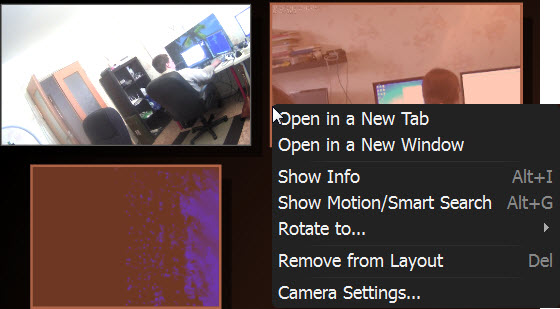 Open in a New Tab
Open in a New Window
Show Info Alt+I
Show Motion/Smart Search Alt+G
Rotate to...
Remove from Layout Del
Camera Settings...